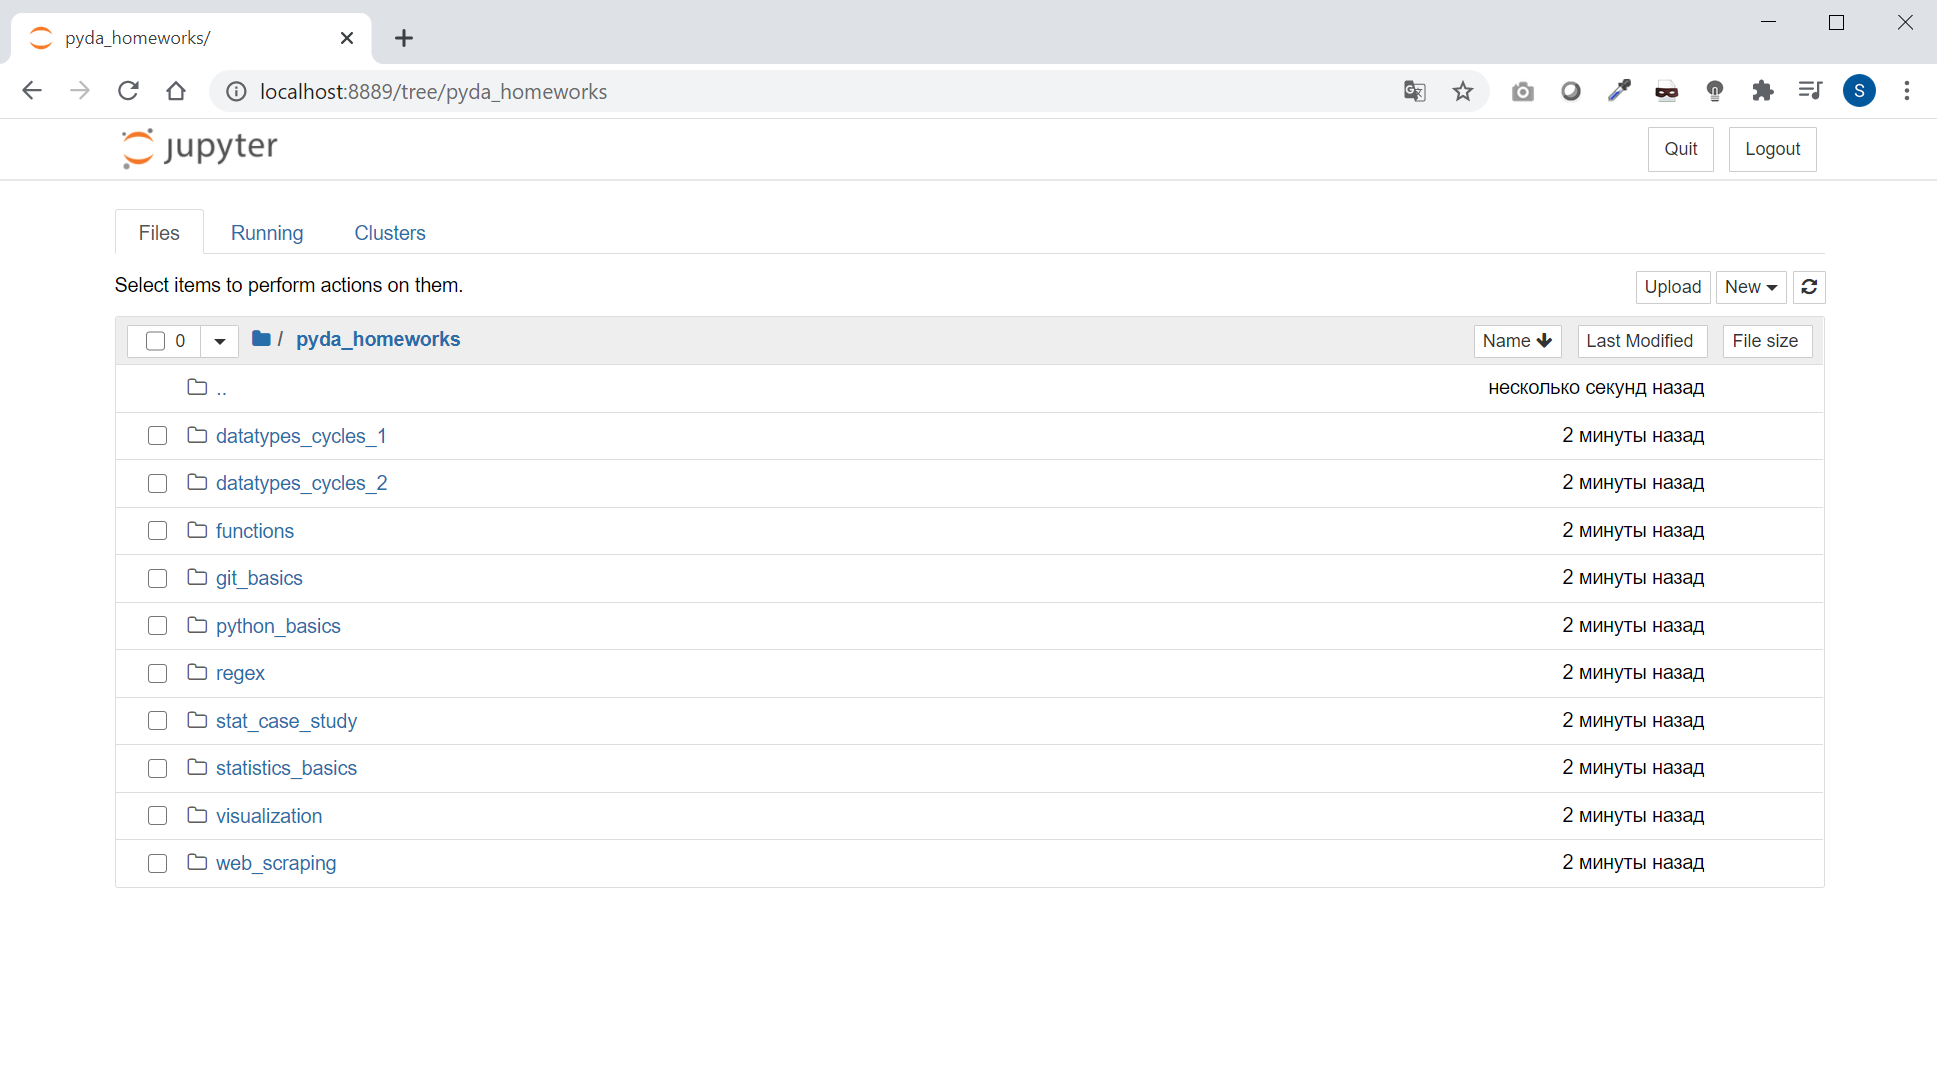 pyda_homeworks/
localhost:8889/tree/pyda_homeworks
S
jupyter
Quit
Logout
Files
Running
Clusters
Select items to perform actions on them.
Upload
New
0
/ pyda_homeworks
Name
Last Modified
File size
.. несколько секунд назад
datatypes_cycles_1 2 минуты назад
datatypes_cycles_2 2 минуты назад
functions 2 минуты назад
git_basics 2 минуты назад
python_basics 2 минуты назад
regex 2 минуты назад
stat_case_study 2 минуты назад
statistics_basics 2 минуты назад
visualization 2 минуты назад
web_scraping 2 минуты назад